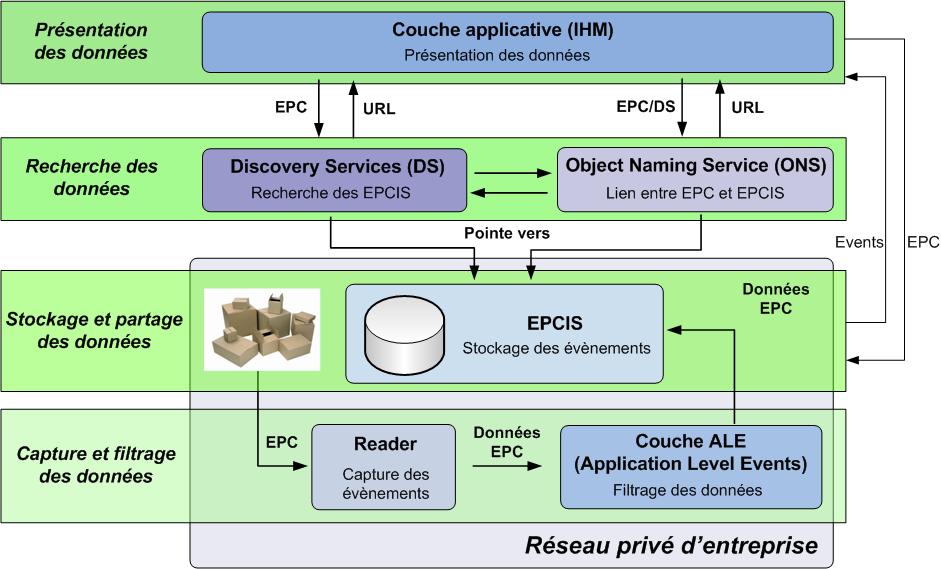 Présentation
des données
Couche applicative (IHM)
Présentation des données
EPC
URL
EPC/DS
URL
Recherche des
données
Discovery Services (DS)
Recherche des EPCIS
Object Naming Service (ONS)
Lien entre EPC et EPCIS
Pointe vers
Events
EPC
Stockage et partage
des données
EPCIS
Stockage des évènements
Données
EPC
Capture et filtrage
des données
EPC
Reader
Capture des
évènements
Données
EPC
Couche ALE
(Application Level Events)
Filtrage des données
Réseau privé d'entreprise